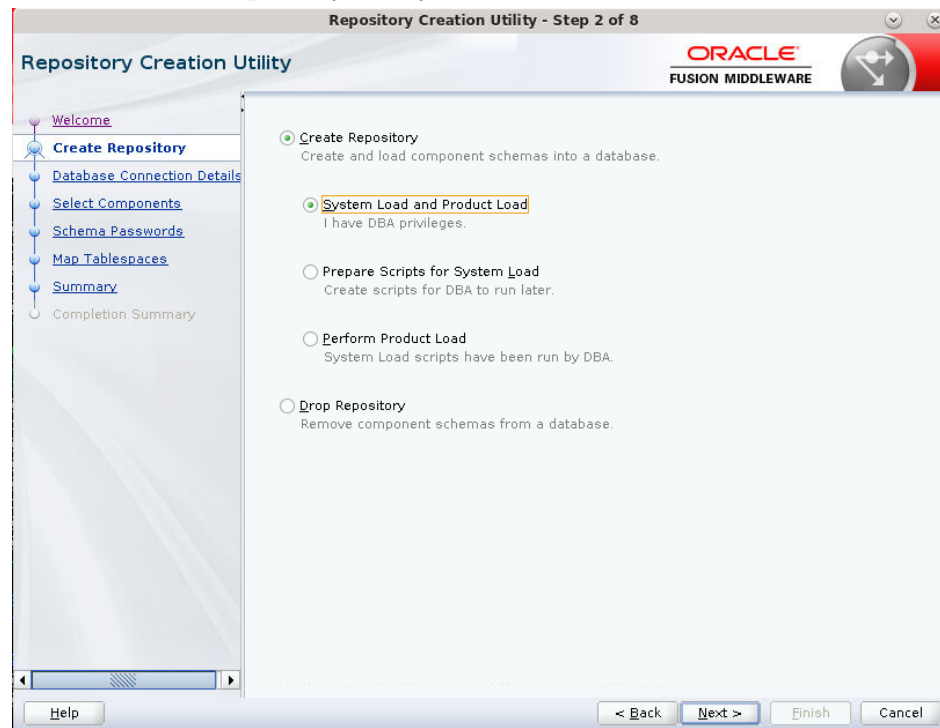 Repository Creation Utility - Step 2 of 8
Repository Creation Utility
ORACLE
FUSION MIDDLEWARE
Welcome
Create Repository
Database Connection Details
Select Components
Schema Passwords
Map Tablespaces
Summary
Completion Summary
Create Repository
Create and load component schemas into a database.
System Load and Product Load
I have DBA privileges.
Prepare Scripts for System Load
Create scripts for DBA to run later.
Perform Product Load
System Load scripts have been run by DBA.
Drop Repository
Remove component schemas from a database.
Help
< Back
Next >
Finish
Cancel